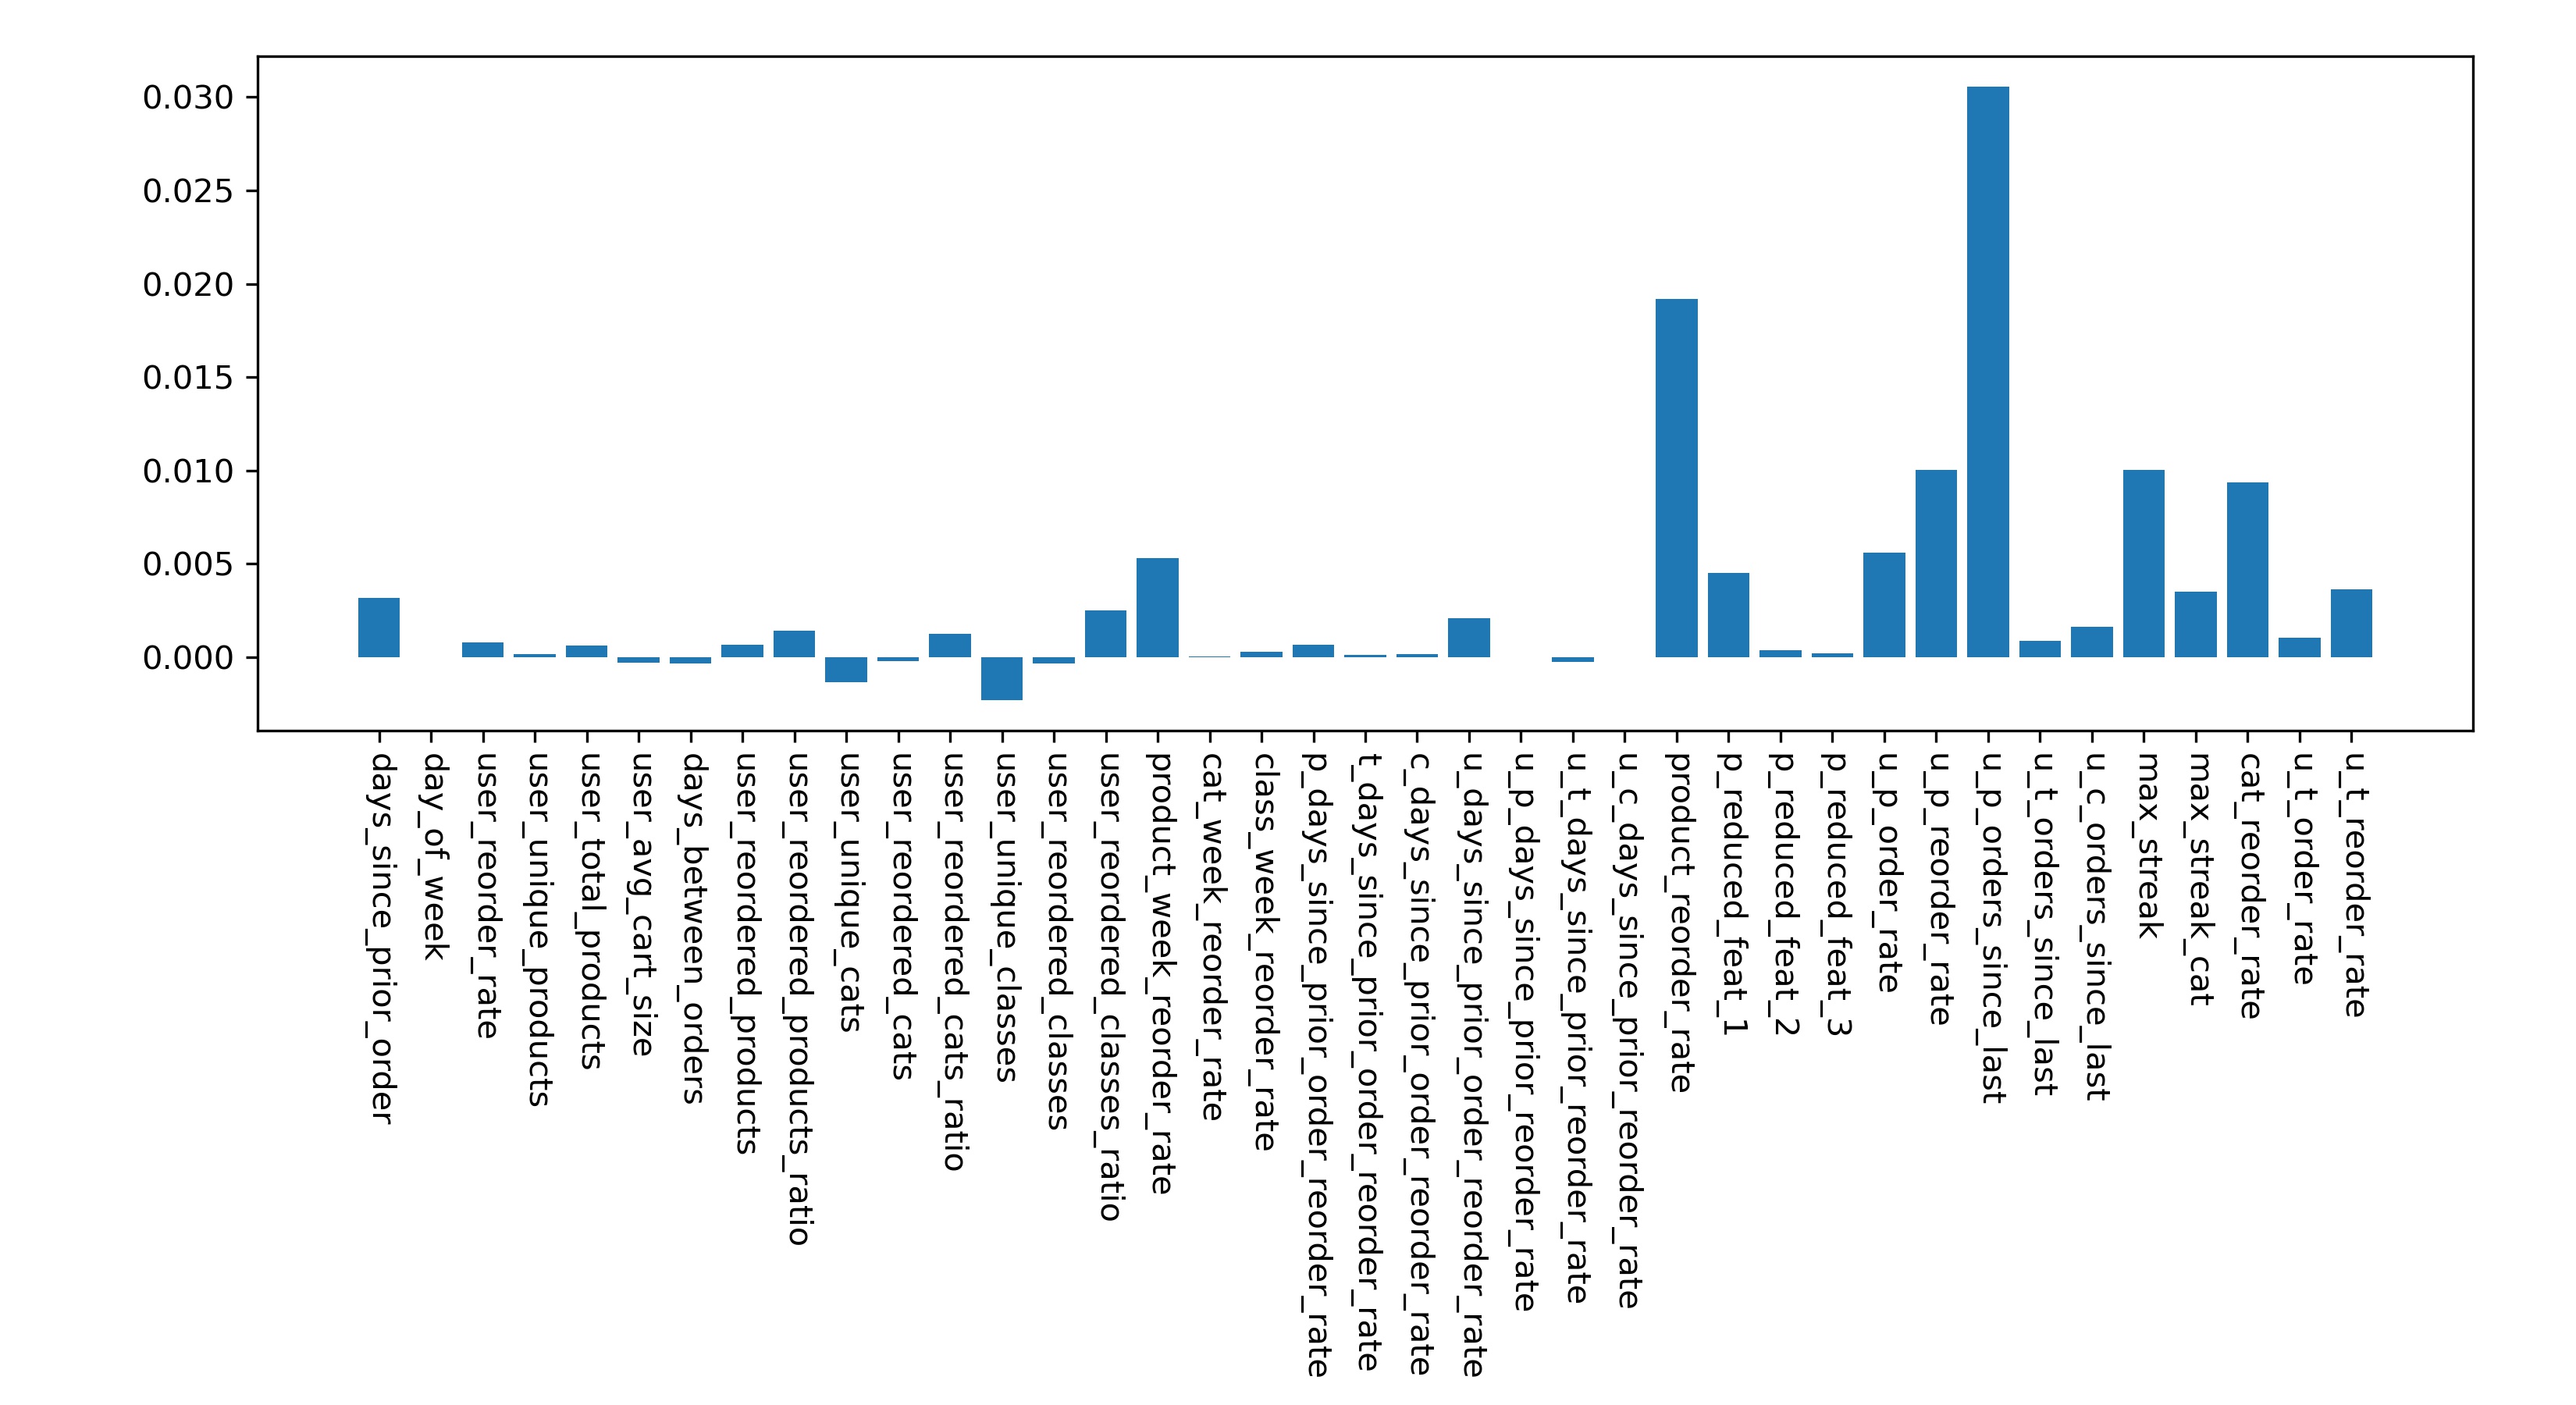 0.030
0.025
0.020
0.015
0.010
0.005
0.000
days_since_prior_order
day_of_week
user_reorder_rate
user_unique_products
user_total_products
user_avg_cart_size
days_between_orders
user_reordered_products
user_reordered_products_ratio
user_unique_cats
user_reordered_cats
user_reordered_cats_ratio
user_unique_classes
user_reordered_classes
user_reordered_classes_ratio
product_week_reorder_rate
cat_week_reorder_rate
class_week_reorder_rate
p_days_since_prior_order_reorder_rate
t_days_since_prior_order_reorder_rate
c_days_since_prior_order_reorder_rate
u_days_since_prior_order_reorder_rate
u_p_days_since_prior_reorder_rate
u_t_days_since_prior_reorder_rate
u_c_days_since_prior_reorder_rate
product_reorder_rate
p_reduced_feat_1
p_reduced_feat_2
p_reduced_feat_3
u_p_order_rate
u_p_reorder_rate
u_p_orders_since_last
u_t_orders_since_last
u_c_orders_since_last
max_streak
max_streak_cat
cat_reorder_rate
u_t_order_rate
u_t_reorder_rate